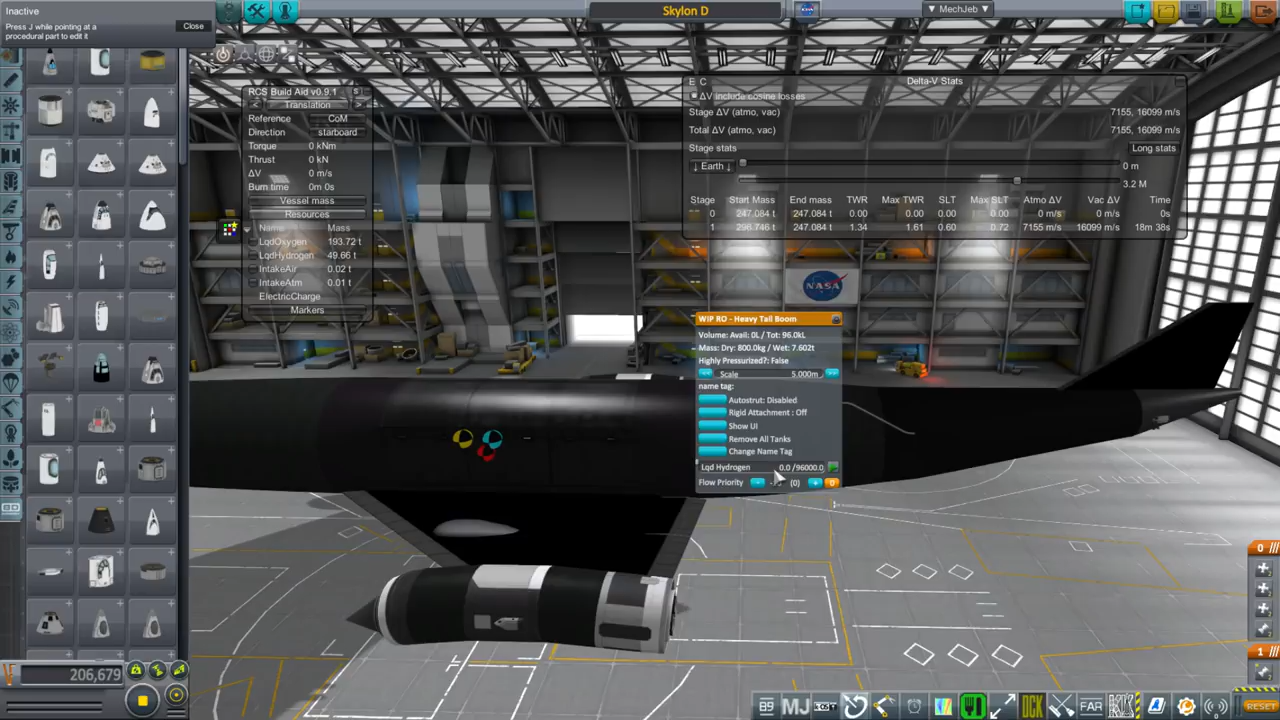 Inactive
Press J while pointing at a
procedural part to edit it
Close
Skylon D
▼ MechJeb ▼
RCS Build Aid v0.9.1
Translation
Reference CoM
Direction starboard
Torque 0 kNm
Thrust 0 kN
ΔV 0 m/s
Burn time 0m 0s
Vessel mass
Resources
Name Mass
LqdOxygen 193.72 t
LqdHydrogen 49.66 t
IntakeAir 0.02 t
IntakeAtm 0.01 t
ElectricCharge
Markers
E C Delta-V Stats
ΔV include cosine losses
Stage ΔV (atmo, vac) 7155, 16099 m/s
Total ΔV (atmo, vac) 7155, 16099 m/s
Stage stats Long stats
↓ Earth ↓ 0 m
3.2 M
Stage Start Mass End mass TWR Max TWR SLT Max SLT Atmo ΔV Vac ΔV Time
0 247.084 t 247.084 t 0.00 0.00 0.00 0.00 0 m/s 0 m/s 0s
1 296.746 t 247.084 t 1.34 1.61 0.60 0.72 7155 m/s 16099 m/s 18m 38s
NASA
WIP RO - Heavy Tail Boom
Volume: Avail: 0L / Tot: 96.0kL
Mass: Dry: 800.0kg / Wet: 7.602t
Highly Pressurized?: False
<< Scale 5.000m >>
name tag:
Autostrut: Disabled
Rigid Attachment : Off
Show UI
Remove All Tanks
Change Name Tag
Lqd Hydrogen 0.0 /96000.0
Flow Priority - (0) + 0
0
1
206,679
MJ
DCK
FAR
RESET